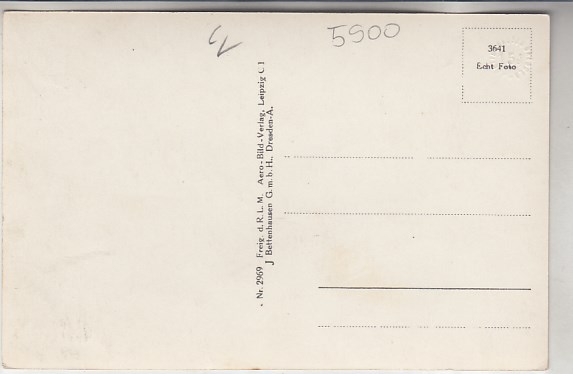 5900
3641
Echt Foto
Nr. 2969 Freig. d. R. L. M. Aero-Bild-Verlag, Leipzig C 1
J Bettenhausen G. m. b. H., Dresden-A.